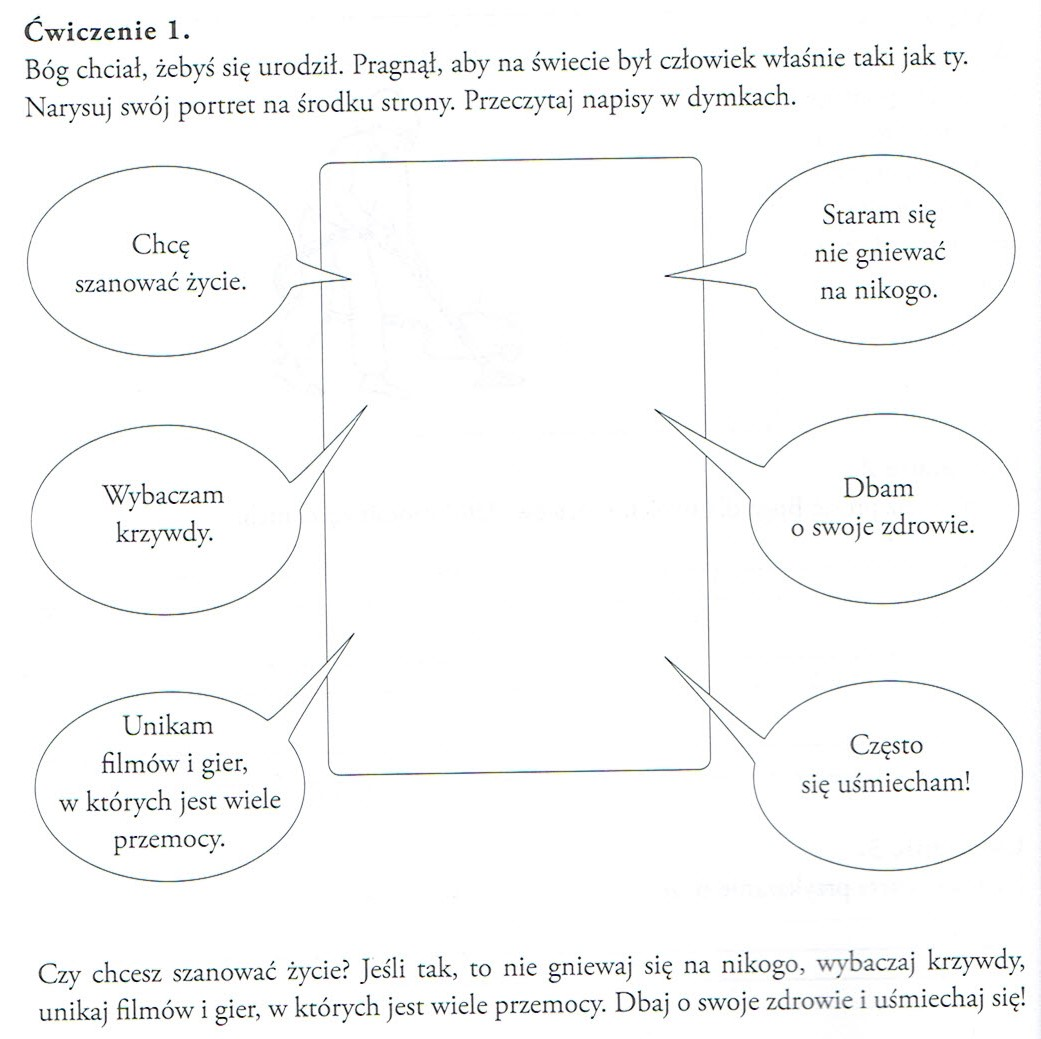 Ćwiczenie 1.
Bóg chciał, żebyś się urodził. Pragnął, aby na świecie był człowiek właśnie taki jak ty.
Narysuj swój portret na środku strony. Przeczytaj napisy w dymkach.
Chcę
szanować życie.
Staram się
nie gniewać
na nikogo.
Wybaczam
krzywdy.
Dbam
o swoje zdrowie.
Unikam
filmów i gier,
w których jest wiele
przemocy.
Często
się uśmiecham!
Czy chcesz szanować życie? Jeśli tak, to nie gniewaj się na nikogo, wybaczaj krzywdy,
unikaj filmów i gier, w których jest wiele przemocy. Dbaj o swoje zdrowie i uśmiechaj się!